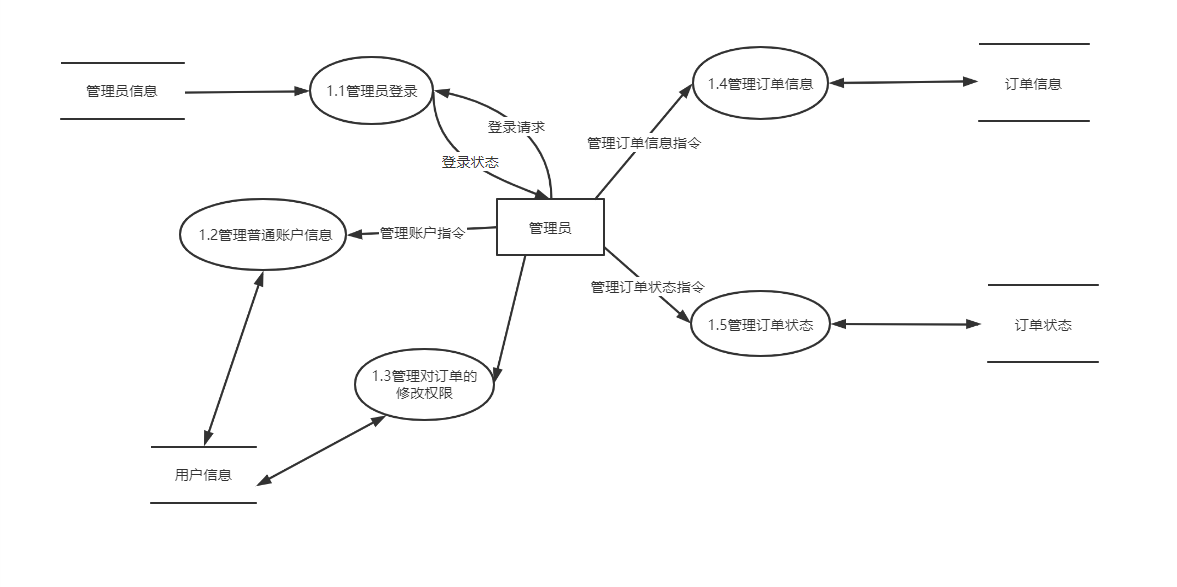 管理员信息
1.1管理员登录
1.4管理订单信息
订单信息
登录请求
管理订单信息指令
登录状态
1.2管理普通账户信息
管理账户指令
管理员
管理订单状态指令
1.5管理订单状态
订单状态
1.3管理对订单的
修改权限
用户信息